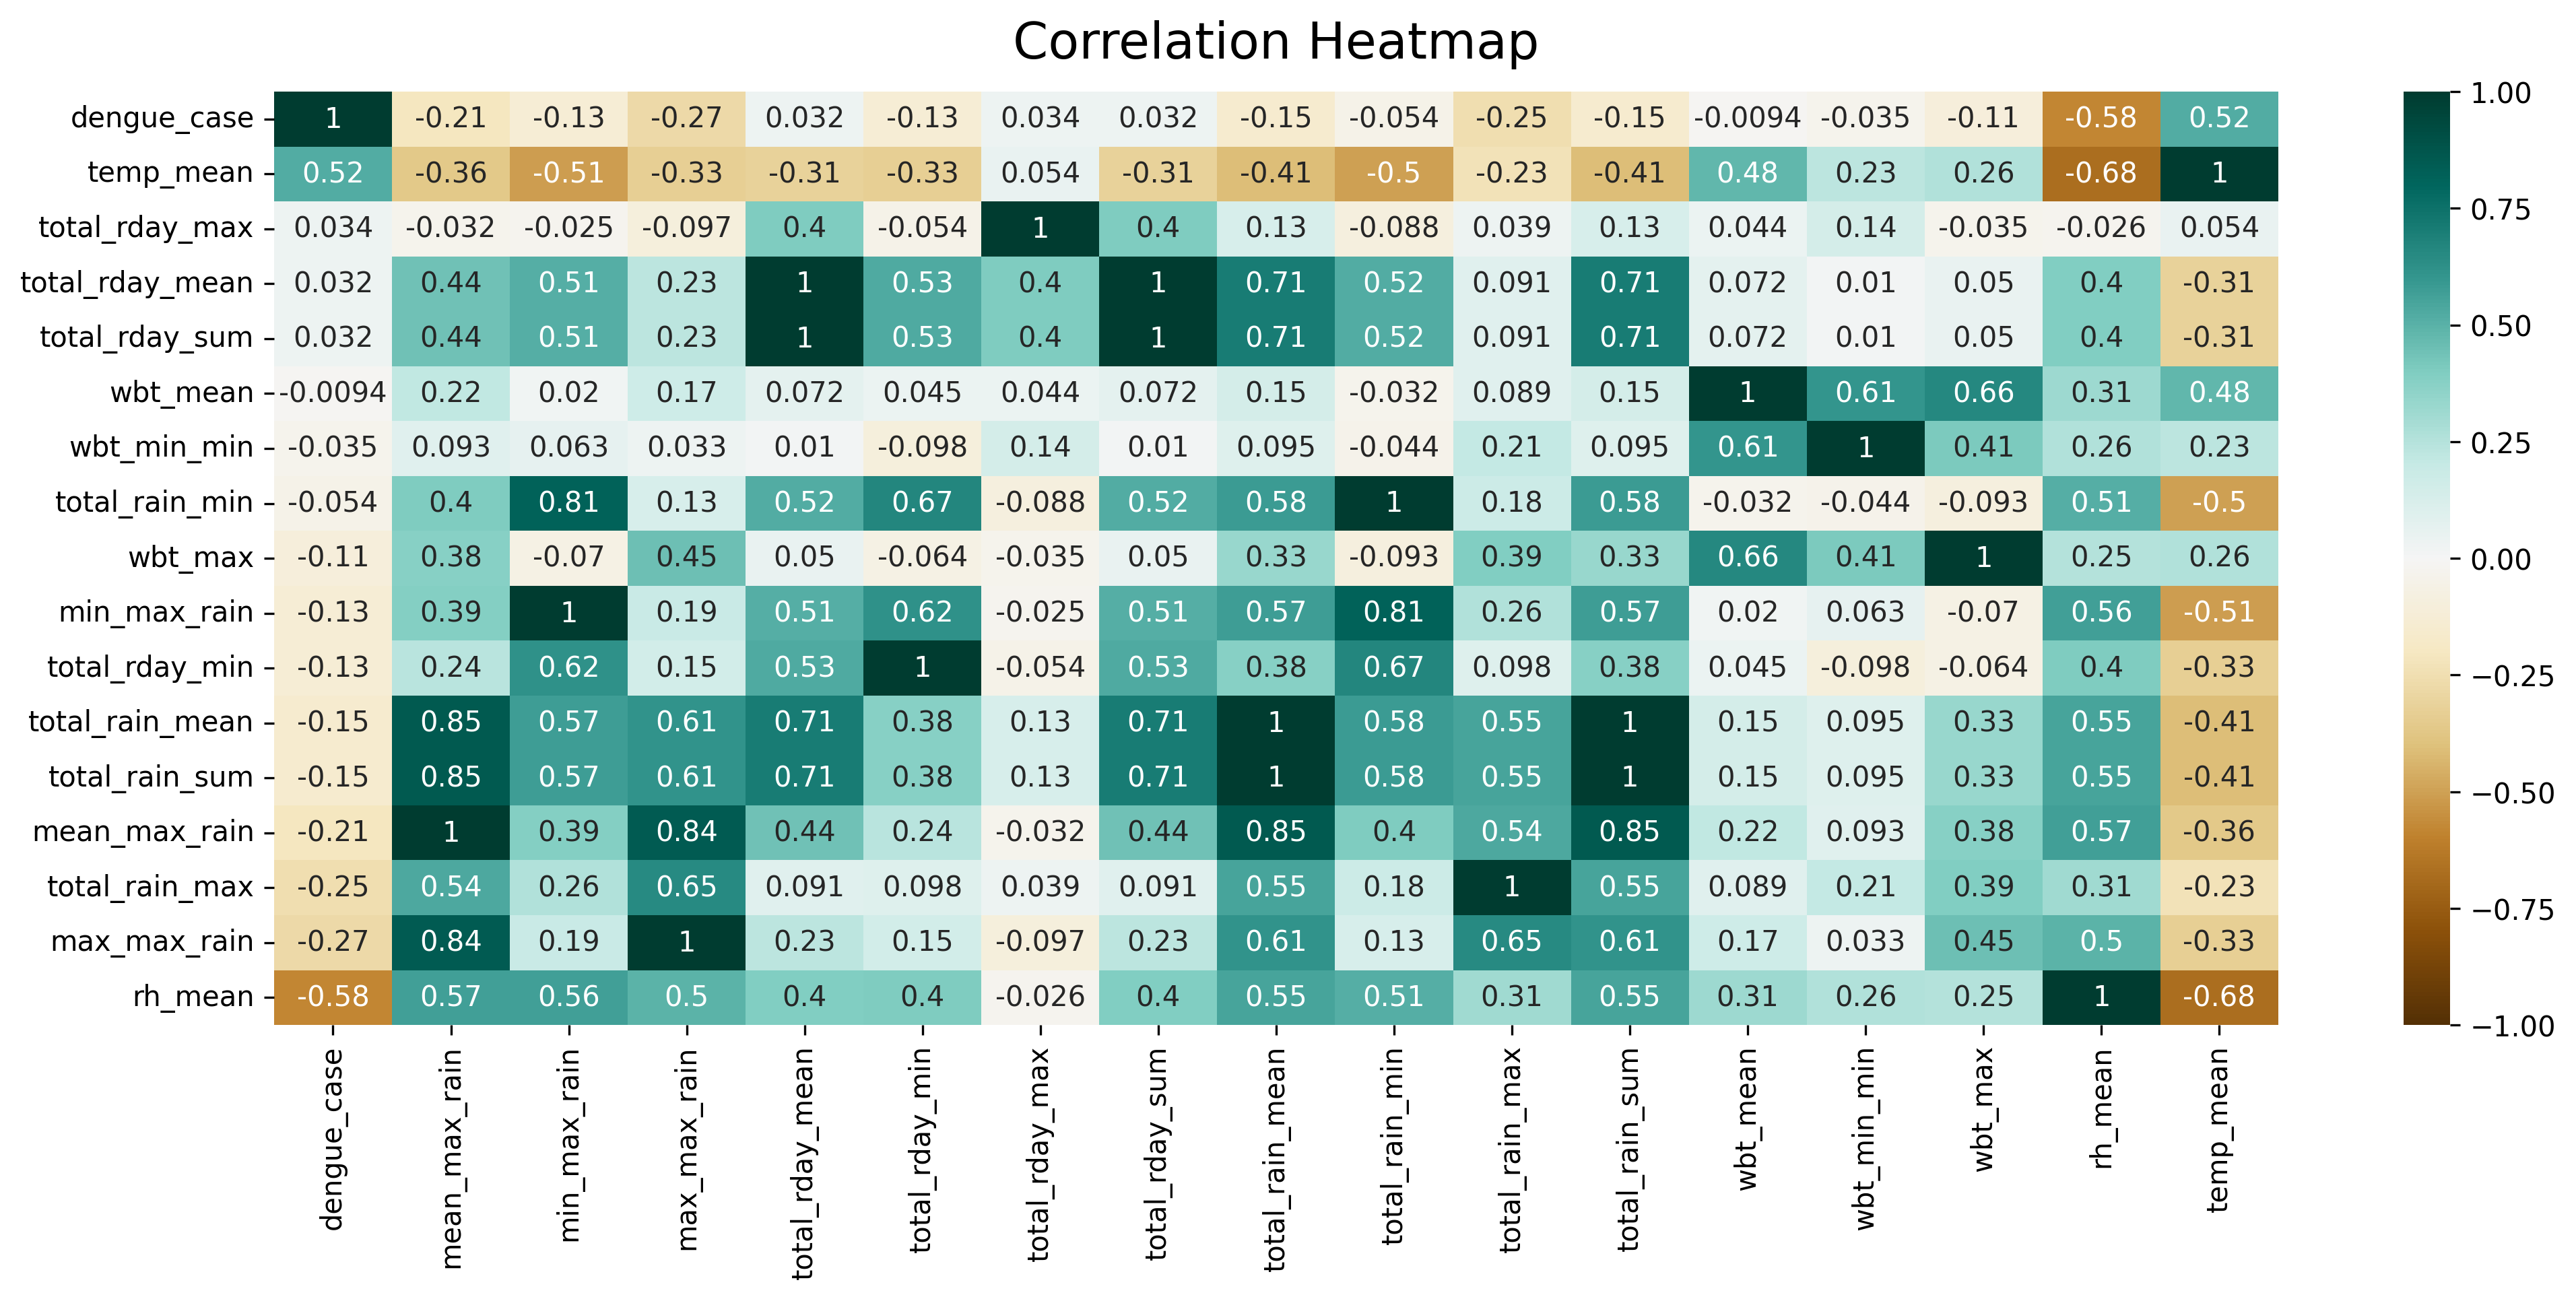 Correlation Heatmap
dengue_case 1 -0.21 -0.13 -0.27 0.032 -0.13 0.034 0.032 -0.15 -0.054 -0.25 -0.15 -0.0094 -0.035 -0.11 -0.58 0.52
temp_mean 0.52 -0.36 -0.51 -0.33 -0.31 -0.33 0.054 -0.31 -0.41 -0.5 -0.23 -0.41 0.48 0.23 0.26 -0.68 1
total_rday_max 0.034 -0.032 -0.025 -0.097 0.4 -0.054 1 0.4 0.13 -0.088 0.039 0.13 0.044 0.14 -0.035 -0.026 0.054
total_rday_mean 0.032 0.44 0.51 0.23 1 0.53 0.4 1 0.71 0.52 0.091 0.71 0.072 0.01 0.05 0.4 -0.31
total_rday_sum 0.032 0.44 0.51 0.23 1 0.53 0.4 1 0.71 0.52 0.091 0.71 0.072 0.01 0.05 0.4 -0.31
wbt_mean -0.0094 0.22 0.02 0.17 0.072 0.045 0.044 0.072 0.15 -0.032 0.089 0.15 1 0.61 0.66 0.31 0.48
wbt_min_min -0.035 0.093 0.063 0.033 0.01 -0.098 0.14 0.01 0.095 -0.044 0.21 0.095 0.61 1 0.41 0.26 0.23
total_rain_min -0.054 0.4 0.81 0.13 0.52 0.67 -0.088 0.52 0.58 1 0.18 0.58 -0.032 -0.044 -0.093 0.51 -0.5
wbt_max -0.11 0.38 -0.07 0.45 0.05 -0.064 -0.035 0.05 0.33 -0.093 0.39 0.33 0.66 0.41 1 0.25 0.26
min_max_rain -0.13 0.39 1 0.19 0.51 0.62 -0.025 0.51 0.57 0.81 0.26 0.57 0.02 0.063 -0.07 0.56 -0.51
total_rday_min -0.13 0.24 0.62 0.15 0.53 1 -0.054 0.53 0.38 0.67 0.098 0.38 0.045 -0.098 -0.064 0.4 -0.33
total_rain_mean -0.15 0.85 0.57 0.61 0.71 0.38 0.13 0.71 1 0.58 0.55 1 0.15 0.095 0.33 0.55 -0.41
total_rain_sum -0.15 0.85 0.57 0.61 0.71 0.38 0.13 0.71 1 0.58 0.55 1 0.15 0.095 0.33 0.55 -0.41
mean_max_rain -0.21 1 0.39 0.84 0.44 0.24 -0.032 0.44 0.85 0.4 0.54 0.85 0.22 0.093 0.38 0.57 -0.36
total_rain_max -0.25 0.54 0.26 0.65 0.091 0.098 0.039 0.091 0.55 0.18 1 0.55 0.089 0.21 0.39 0.31 -0.23
max_max_rain -0.27 0.84 0.19 1 0.23 0.15 -0.097 0.23 0.61 0.13 0.65 0.61 0.17 0.033 0.45 0.5 -0.33
rh_mean -0.58 0.57 0.56 0.5 0.4 0.4 -0.026 0.4 0.55 0.51 0.31 0.55 0.31 0.26 0.25 1 -0.68
dengue_case
mean_max_rain
min_max_rain
max_max_rain
total_rday_mean
total_rday_min
total_rday_max
total_rday_sum
total_rain_mean
total_rain_min
total_rain_max
total_rain_sum
wbt_mean
wbt_min_min
wbt_max
rh_mean
temp_mean
1.00
0.75
0.50
0.25
0.00
−0.25
−0.50
−0.75
−1.00